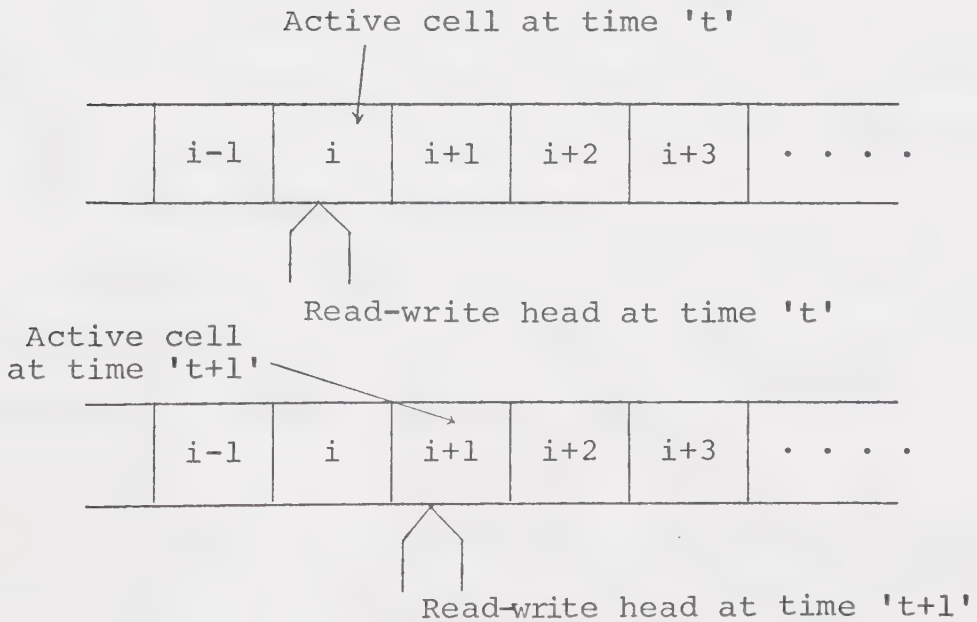 Active cell at time 't'
i-1 i i+1 i+2 i+3 . . . .
Read-write head at time 't'
Active cell
at time 't+1'
i-1 i i+1 i+2 i+3 . . . .
Read-write head at time 't+1'